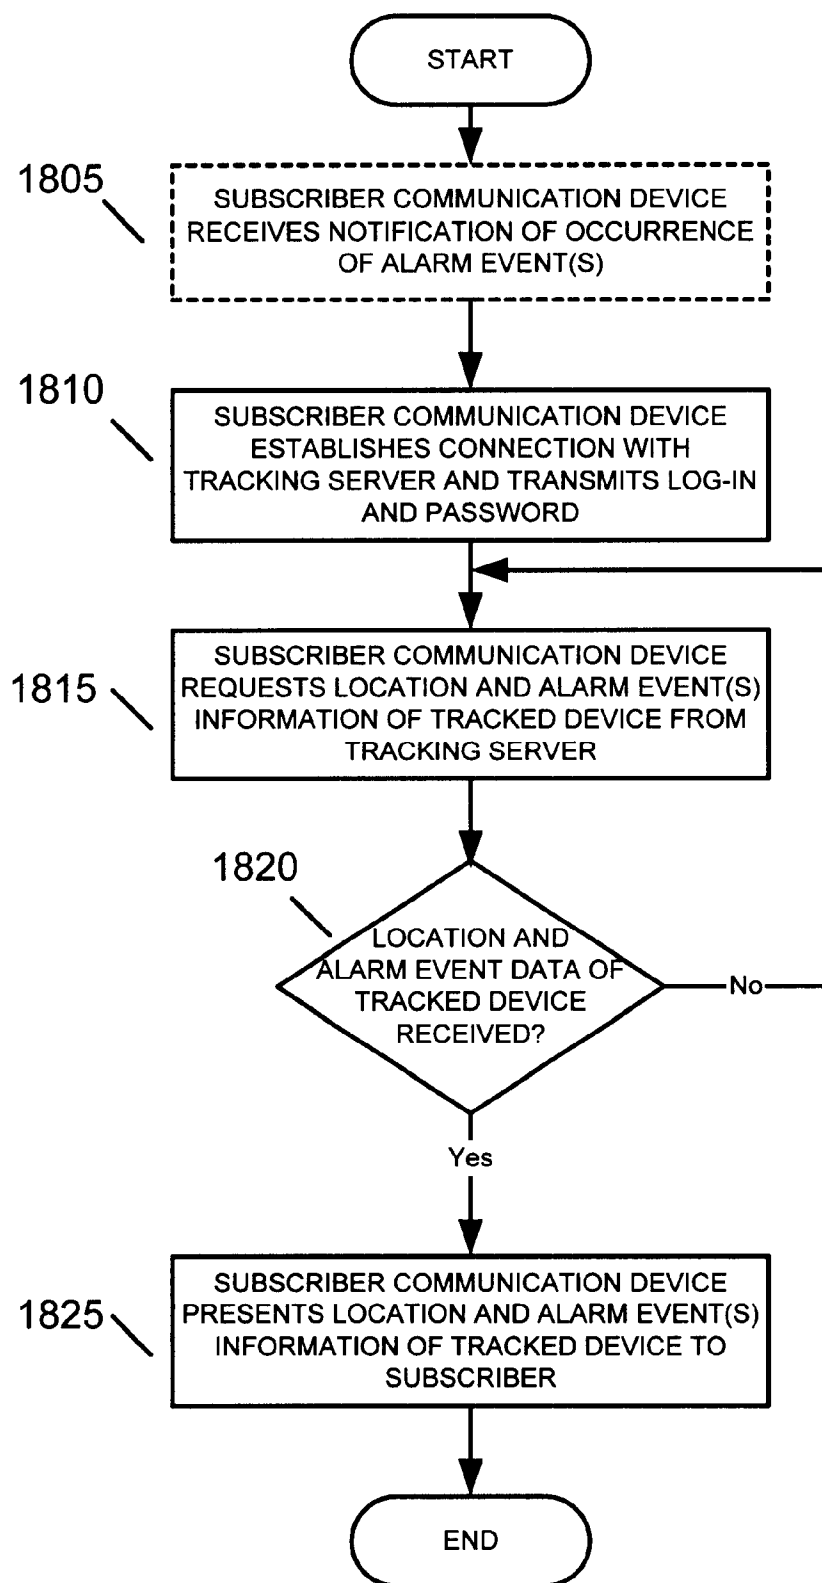 START
1805
SUBSCRIBER COMMUNICATION DEVICE
RECEIVES NOTIFICATION OF OCCURRENCE
OF ALARM EVENT(S)
1810
SUBSCRIBER COMMUNICATION DEVICE
ESTABLISHES CONNECTION WITH
TRACKING SERVER AND TRANSMITS LOG-IN
AND PASSWORD
1815
SUBSCRIBER COMMUNICATION DEVICE
REQUESTS LOCATION AND ALARM EVENT(S)
INFORMATION OF TRACKED DEVICE FROM
TRACKING SERVER
1820
LOCATION AND
ALARM EVENT DATA OF
TRACKED DEVICE
RECEIVED?
No
Yes
1825
SUBSCRIBER COMMUNICATION DEVICE
PRESENTS LOCATION AND ALARM EVENT(S)
INFORMATION OF TRACKED DEVICE TO
SUBSCRIBER
END